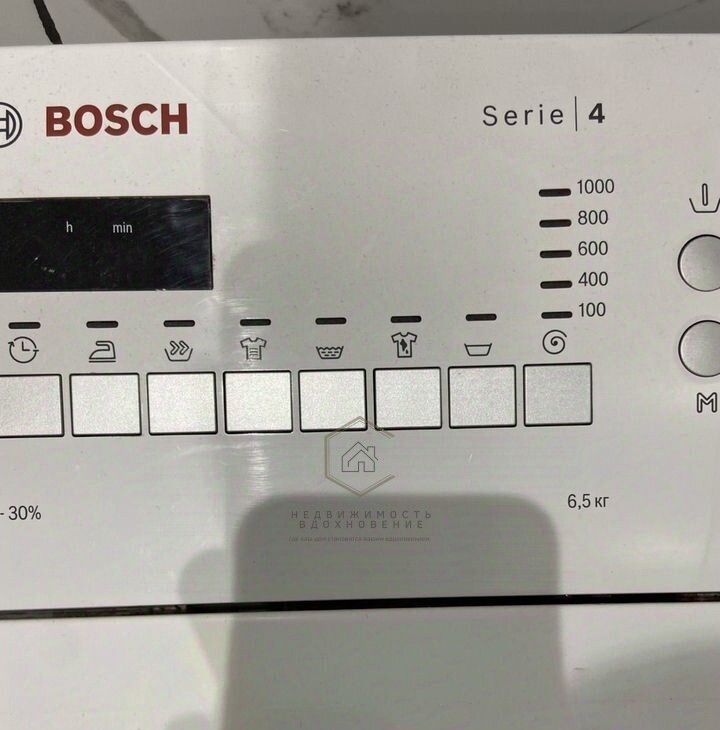 BOSCH
Serie | 4
1000
h min
800
600
400
100
M
- 30%
6,5 кг
НЕДВИЖИМОСТЬ
ВДОХНОВЕНИЕ